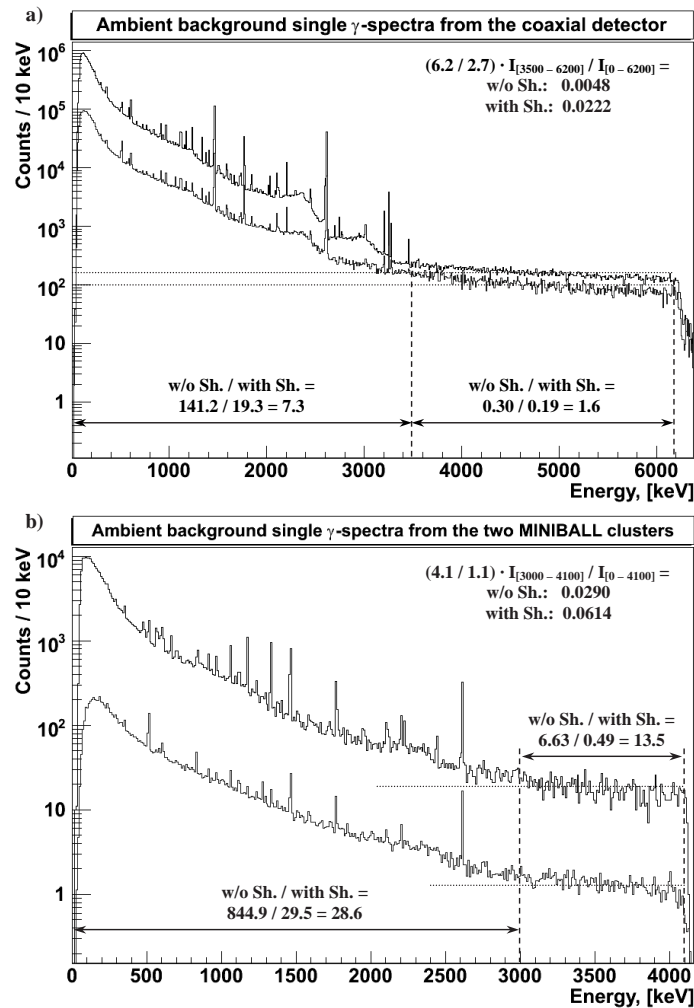 a)
Ambient background single γ-spectra from the coaxial detector
Counts / 10 keV
10⁶
10⁵
10⁴
10³
10²
10
1
(6.2 / 2.7) · I[3500 – 6200] / I[0 – 6200] =
w/o Sh.: 0.0048
with Sh.: 0.0222
w/o Sh. / with Sh. =
141.2 / 19.3 = 7.3
w/o Sh. / with Sh. =
0.30 / 0.19 = 1.6
0 1000 2000 3000 4000 5000 6000
Energy, [keV]
b)
Ambient background single γ-spectra from the two MINIBALL clusters
Counts / 10 keV
10⁴
10³
10²
10
1
(4.1 / 1.1) · I[3000 – 4100] / I[0 – 4100] =
w/o Sh.: 0.0290
with Sh.: 0.0614
w/o Sh. / with Sh. =
6.63 / 0.49 = 13.5
w/o Sh. / with Sh. =
844.9 / 29.5 = 28.6
0 500 1000 1500 2000 2500 3000 3500 4000
Energy, [keV]